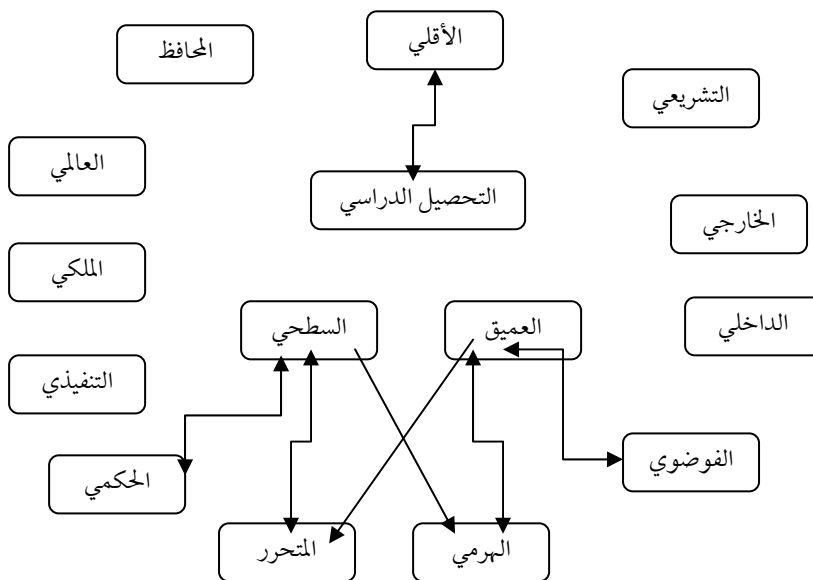 الأقلي
المحافظ
التشريعي
العالمي
التحصيل الدراسي
الخارجي
الملكي
الداخلي
العميق
السطحي
التنفيذي
الفوضوي
الحكمي
الهرمي
المتحرر